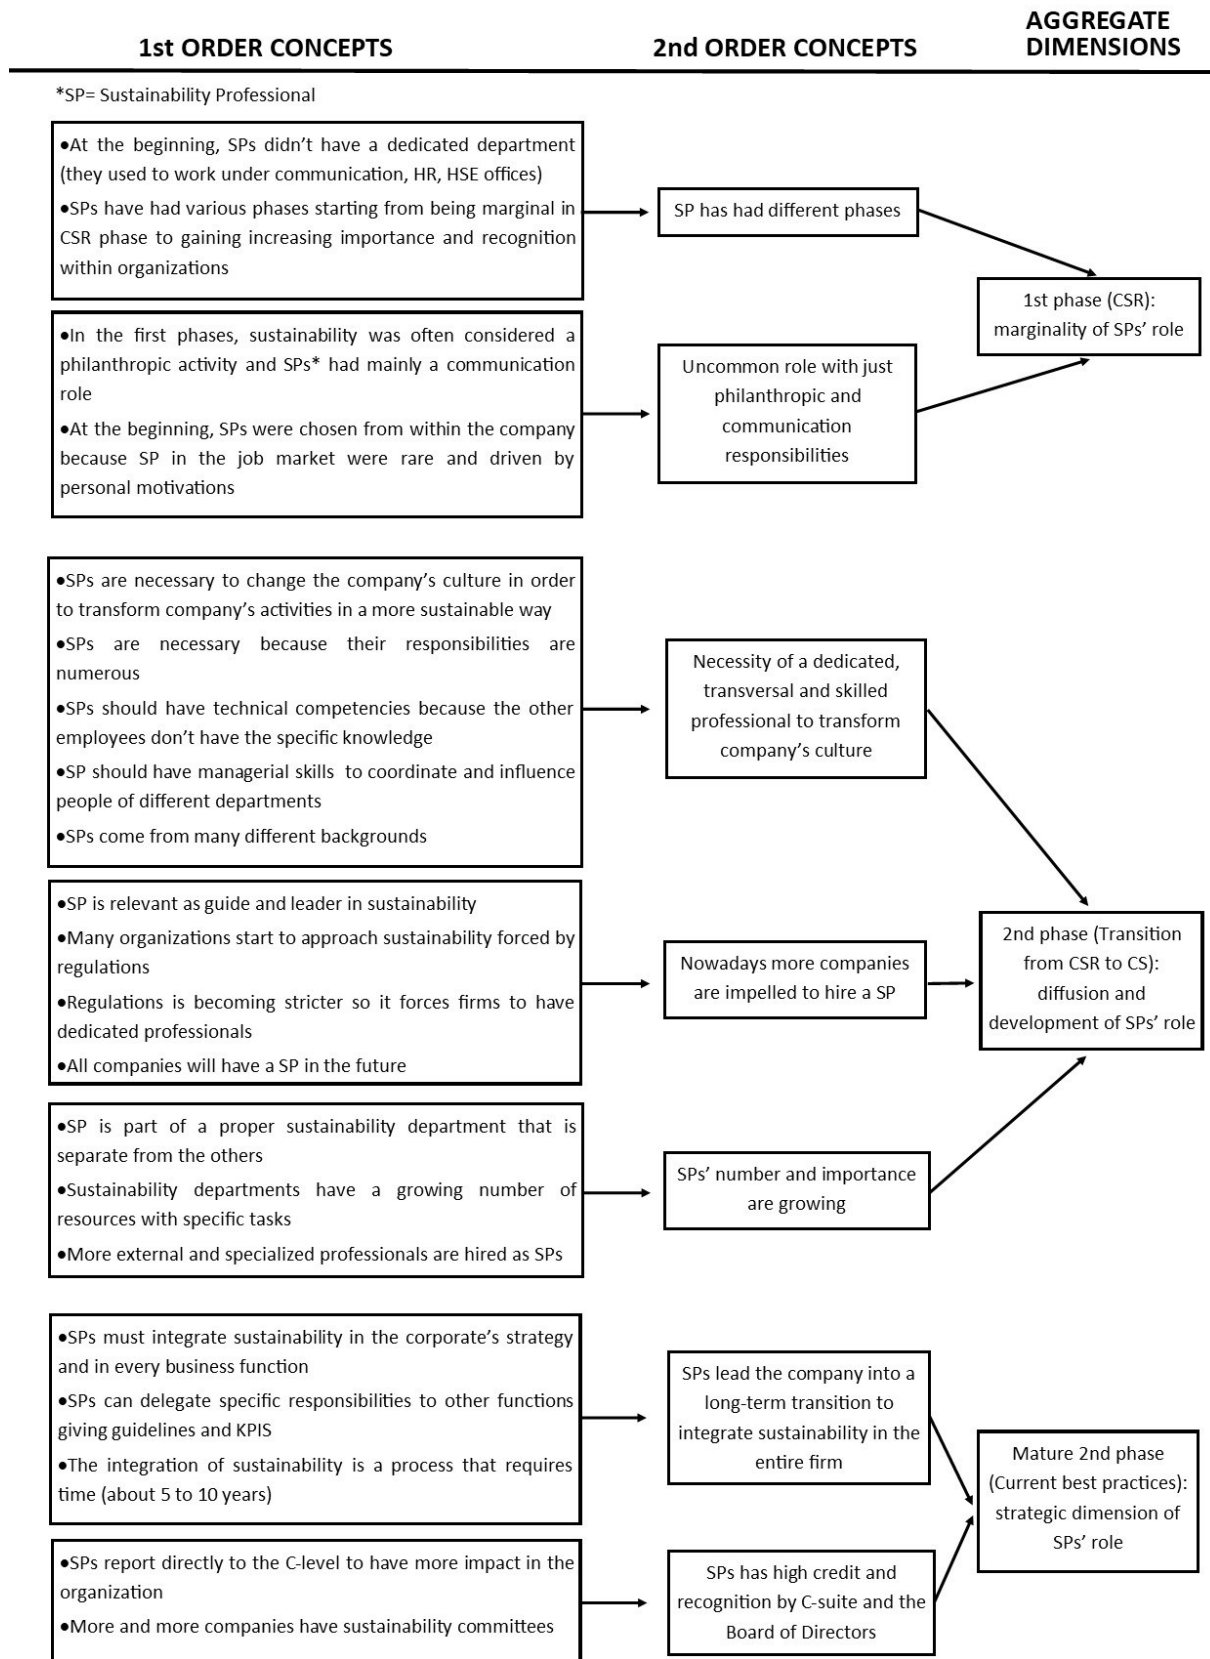 1st ORDER CONCEPTS
2nd ORDER CONCEPTS
AGGREGATE
DIMENSIONS
*SP= Sustainability Professional
•At the beginning, SPs didn’t have a dedicated department
(they used to work under communication, HR, HSE offices)
•SPs have had various phases starting from being marginal in
CSR phase to gaining increasing importance and recognition
within organizations
SP has had different phases
1st phase (CSR):
marginality of SPs’ role
•In the first phases, sustainability was often considered a
philanthropic activity and SPs* had mainly a communication
role
•At the beginning, SPs were chosen from within the company
because SP in the job market were rare and driven by
personal motivations
Uncommon role with just
philanthropic and
communication
responsibilities
•SPs are necessary to change the company’s culture in order
to transform company’s activities in a more sustainable way
•SPs are necessary because their responsibilities are
numerous
•SPs should have technical competencies because the other
employees don’t have the specific knowledge
•SP should have managerial skills to coordinate and influence
people of different departments
•SPs come from many different backgrounds
Necessity of a dedicated,
transversal and skilled
professional to transform
company’s culture
•SP is relevant as guide and leader in sustainability
•Many organizations start to approach sustainability forced by
regulations
•Regulations is becoming stricter so it forces firms to have
dedicated professionals
•All companies will have a SP in the future
Nowadays more companies
are impelled to hire a SP
2nd phase (Transition
from CSR to CS):
diffusion and
development of SPs’ role
•SP is part of a proper sustainability department that is
separate from the others
•Sustainability departments have a growing number of
resources with specific tasks
•More external and specialized professionals are hired as SPs
SPs’ number and importance
are growing
•SPs must integrate sustainability in the corporate’s strategy
and in every business function
•SPs can delegate specific responsibilities to other functions
giving guidelines and KPIS
•The integration of sustainability is a process that requires
time (about 5 to 10 years)
SPs lead the company into a
long-term transition to
integrate sustainability in the
entire firm
Mature 2nd phase
(Current best practices):
strategic dimension of
SPs’ role
•SPs report directly to the C-level to have more impact in the
organization
•More and more companies have sustainability committees
SPs has high credit and
recognition by C-suite and the
Board of Directors